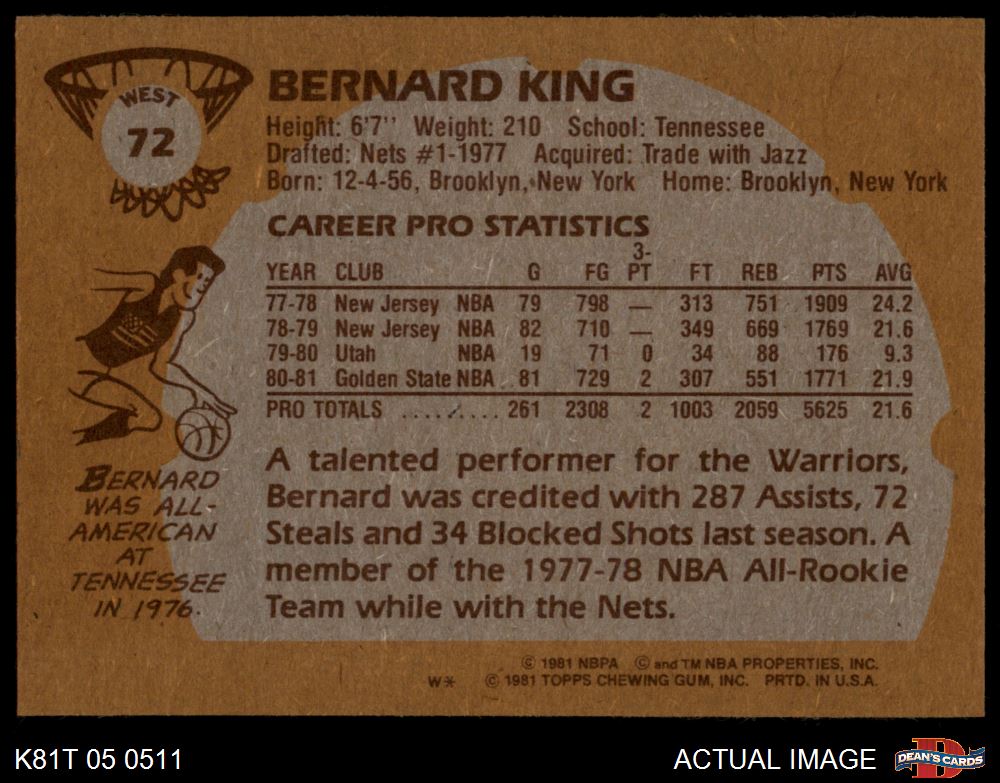 WEST
72
BERNARD KING
Height: 6'7" Weight: 210 School: Tennessee
Drafted: Nets #1-1977 Acquired: Trade with Jazz
Born: 12-4-56, Brooklyn, New York Home: Brooklyn, New York
CAREER PRO STATISTICS
YEAR CLUB G FG 3-PT FT REB PTS AVG
77-78 New Jersey NBA 79 798 — 313 751 1909 24.2
78-79 New Jersey NBA 82 710 — 349 669 1769 21.6
79-80 Utah NBA 19 71 0 34 88 176 9.3
80-81 Golden State NBA 81 729 2 307 551 1771 21.9
PRO TOTALS .......... 261 2308 2 1003 2059 5625 21.6
BERNARD
WAS ALL-
AMERICAN
AT
TENNESSEE
IN 1976.
A talented performer for the Warriors,
Bernard was credited with 287 Assists, 72
Steals and 34 Blocked Shots last season. A
member of the 1977-78 NBA All-Rookie
Team while with the Nets.
© 1981 NBPA © and TM NBA PROPERTIES, INC.
W* © 1981 TOPPS CHEWING GUM, INC. PRTD. IN U.S.A.
K81T 05 0511
ACTUAL IMAGE
D
DEAN'S CARDS